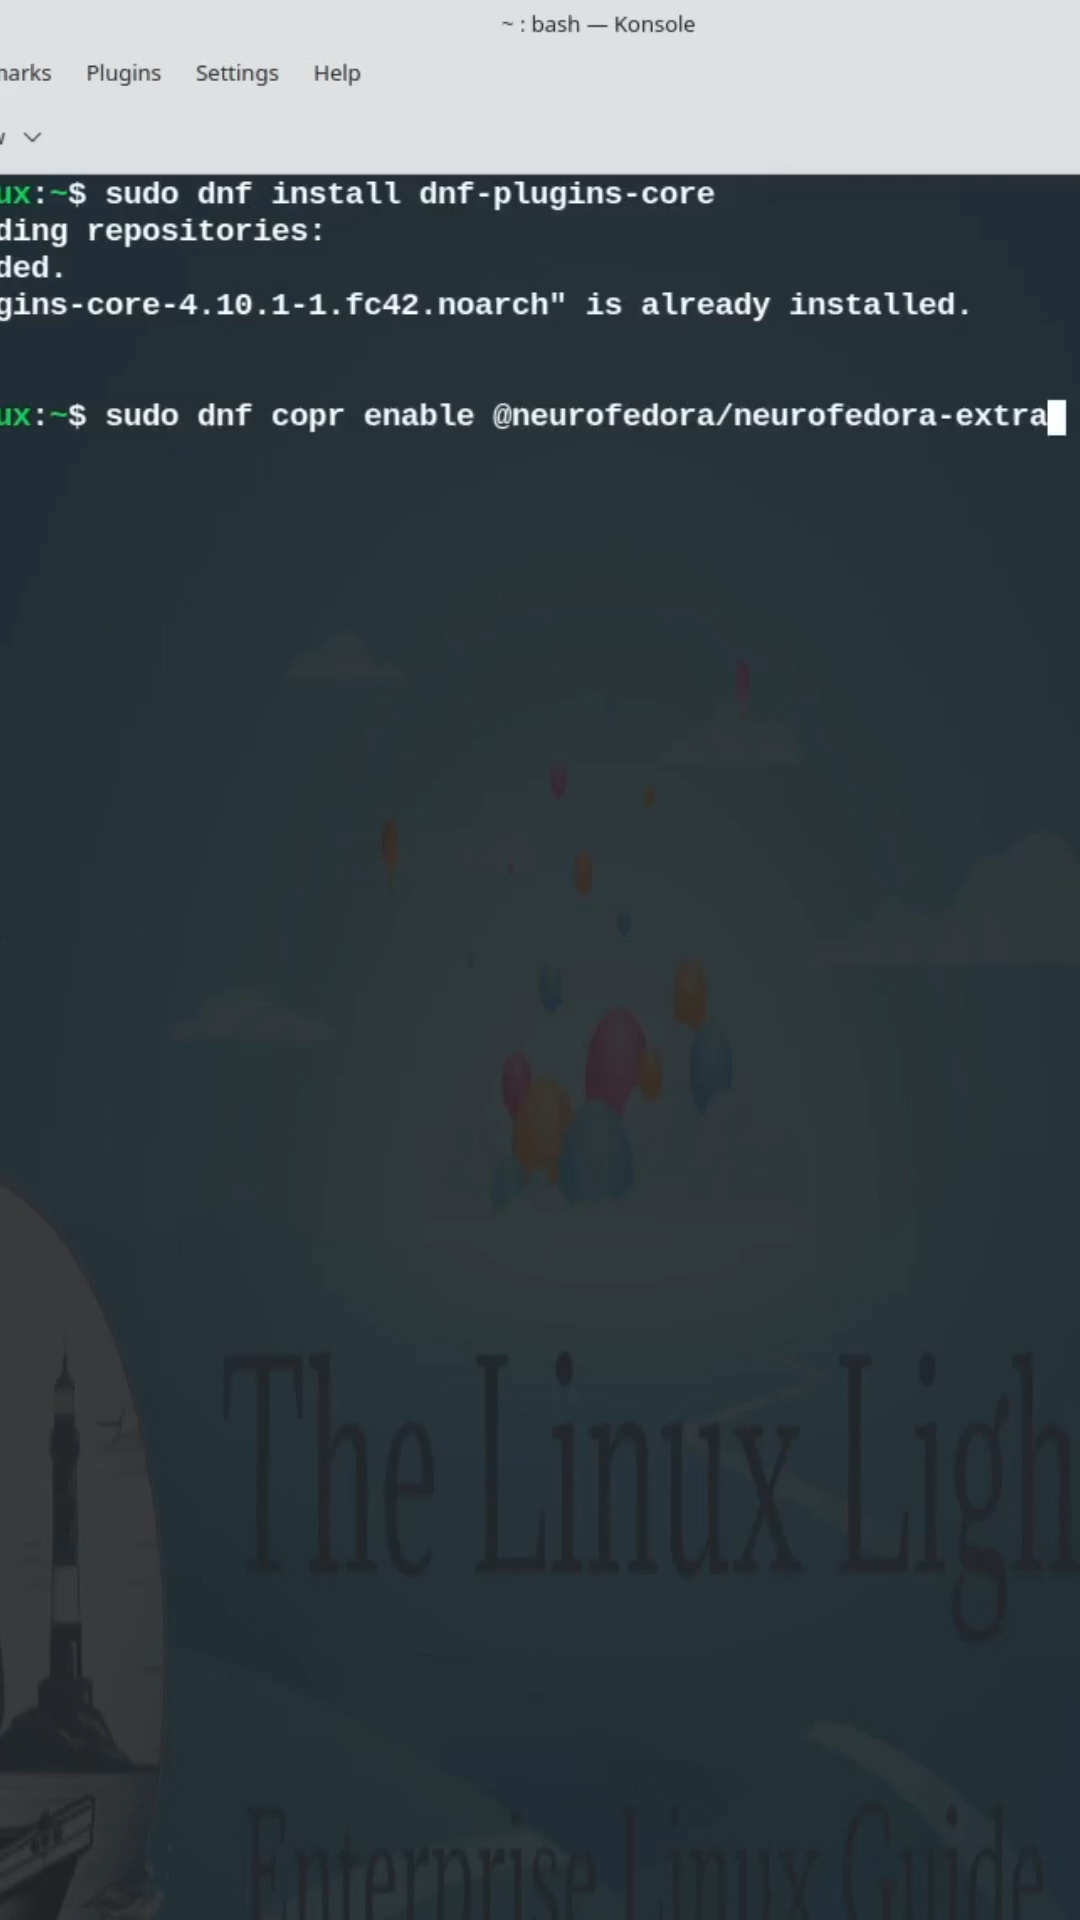 ~ : bash — Konsole
marks Plugins Settings Help
w
ux:~$ sudo dnf install dnf-plugins-core
ding repositories:
ded.
gins-core-4.10.1-1.fc42.noarch" is already installed.
ux:~$ sudo dnf copr enable @neurofedora/neurofedora-extra
The Linux Ligh
Enterprise Linux Guide